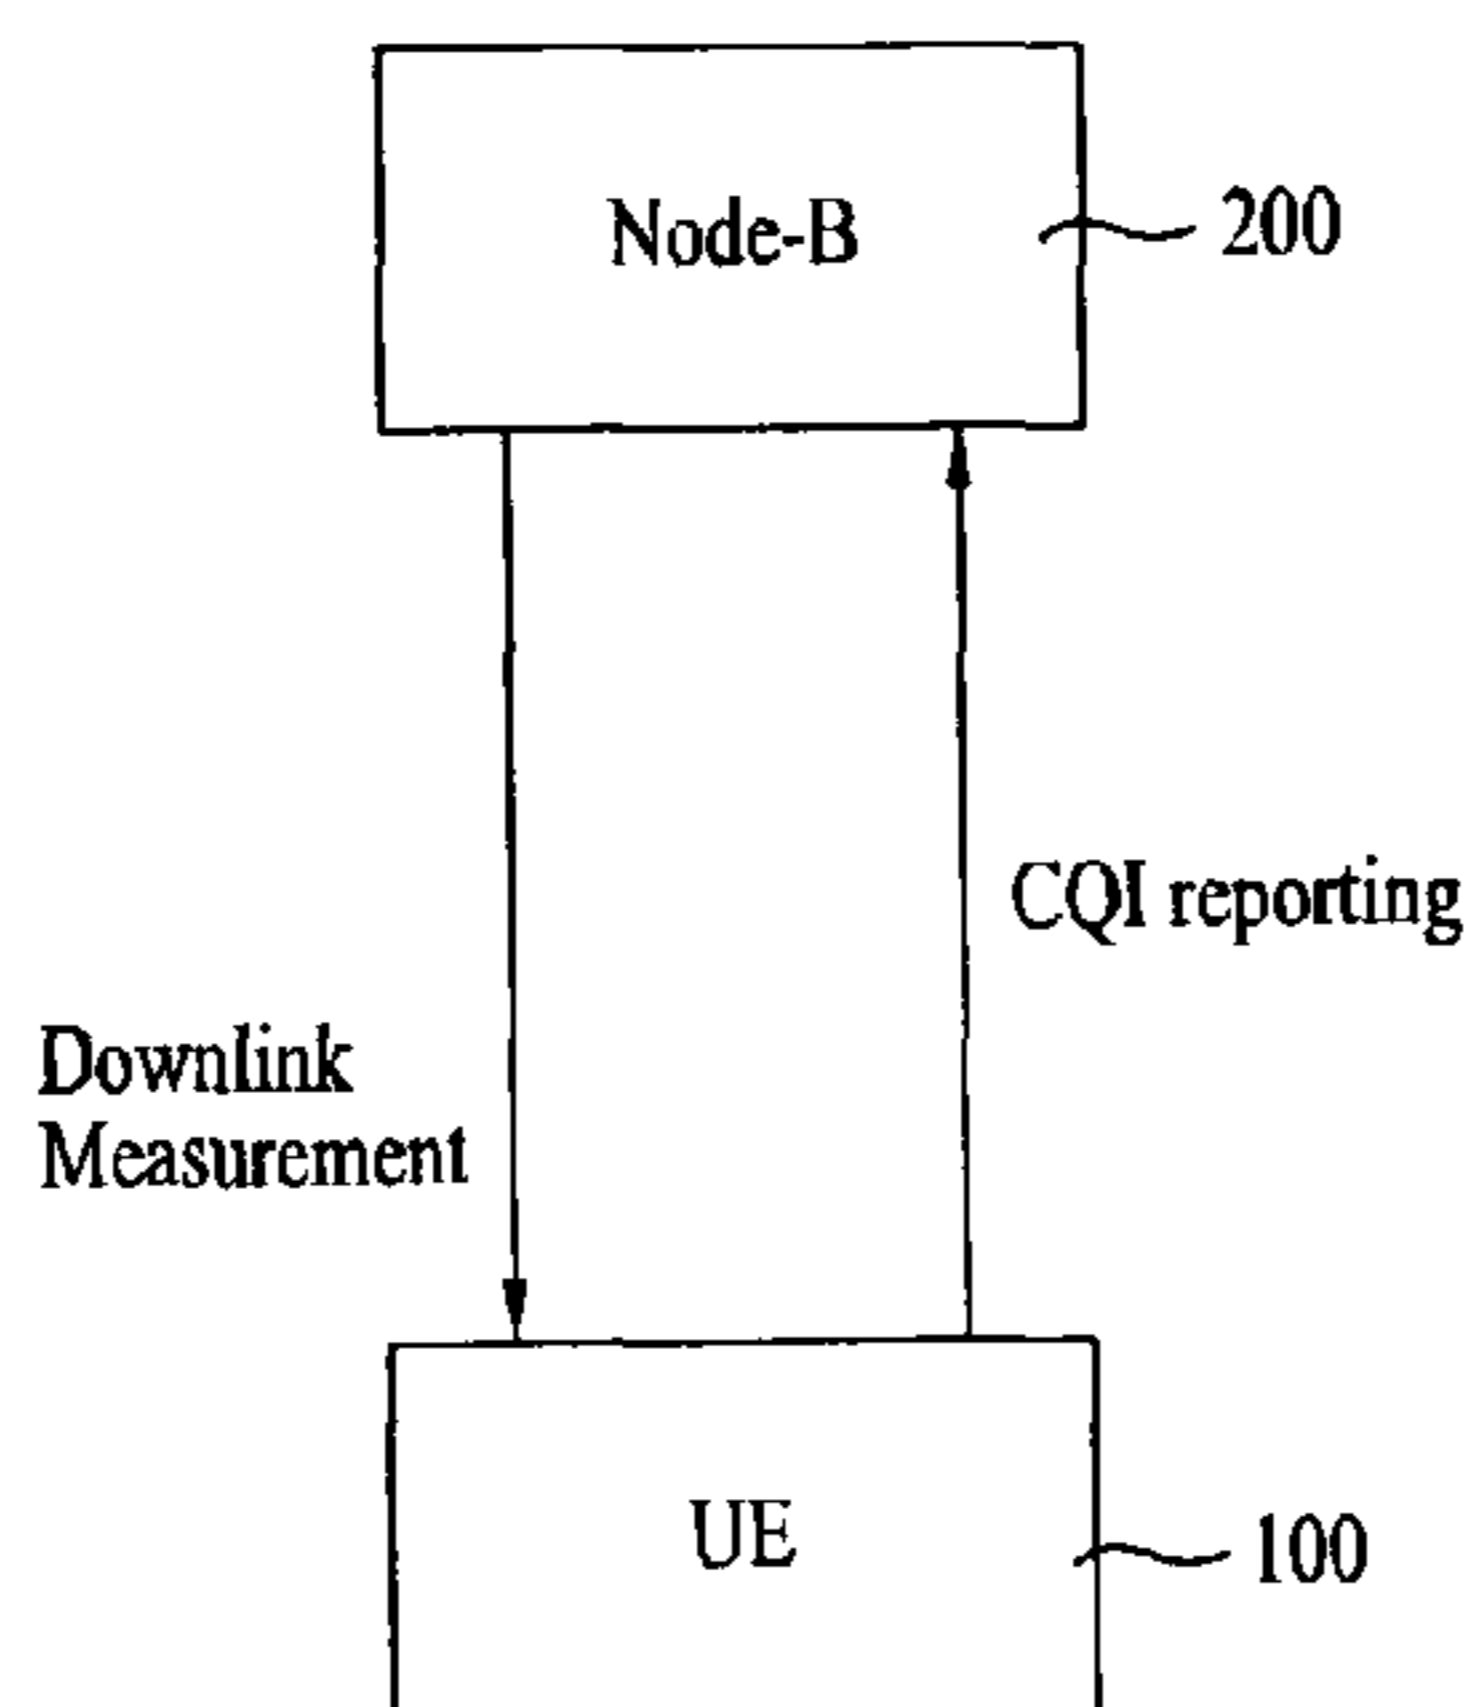 Node-B
200
CQI reporting
Downlink
Measurement
UE
100